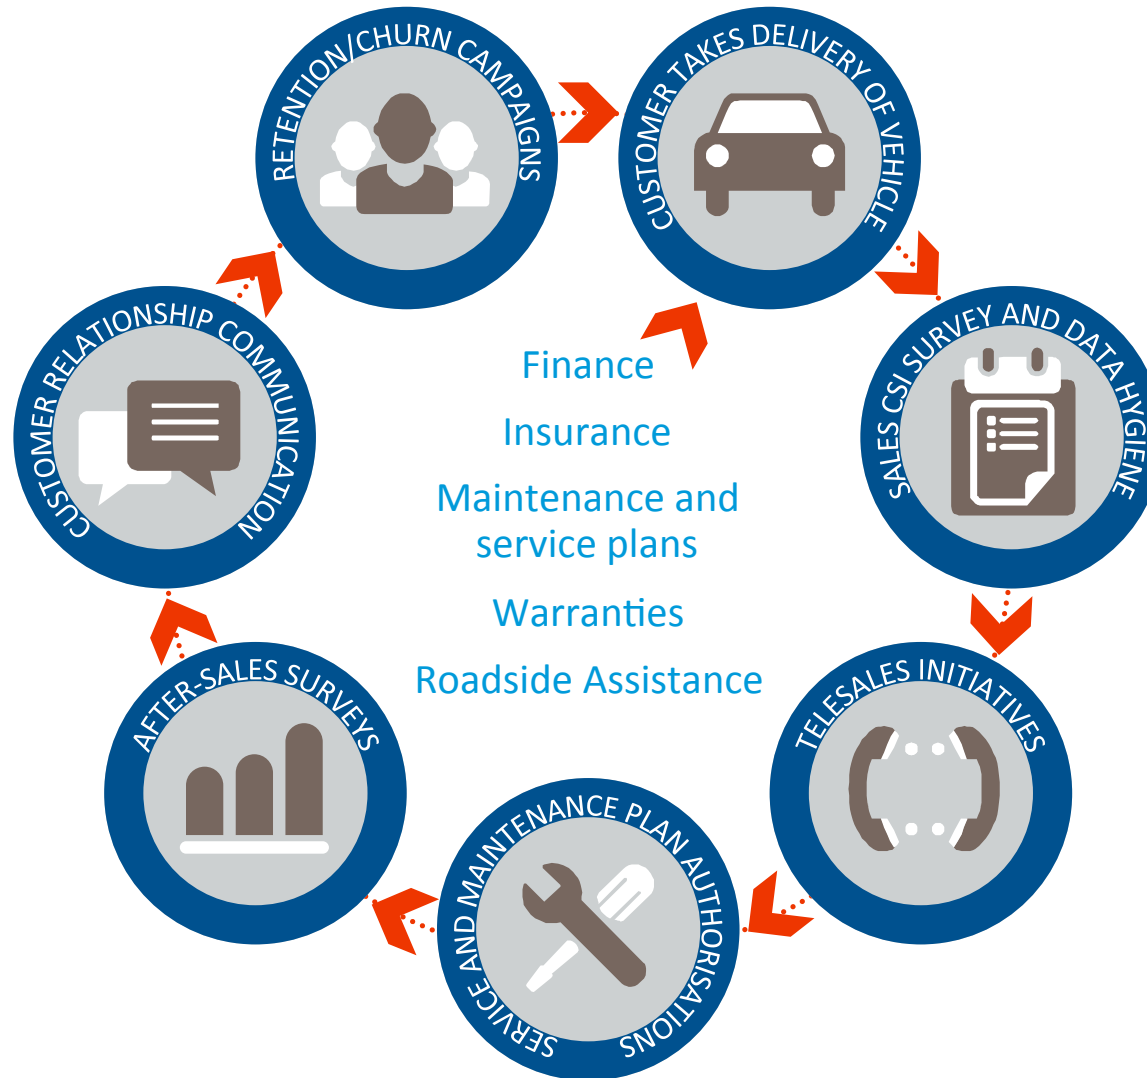 RETENTION/CHURN CAMPAIGNS
CUSTOMER TAKES DELIVERY OF VEHICLE
SALES CSI SURVEY AND DATA HYGIENE
TELESALES INITIATIVES
SERVICE AND MAINTENANCE PLAN AUTHORISATIONS
AFTER-SALES SURVEYS
CUSTOMER RELATIONSHIP COMMUNICATION
Finance
Insurance
Maintenance and
service plans
Warranties
Roadside Assistance